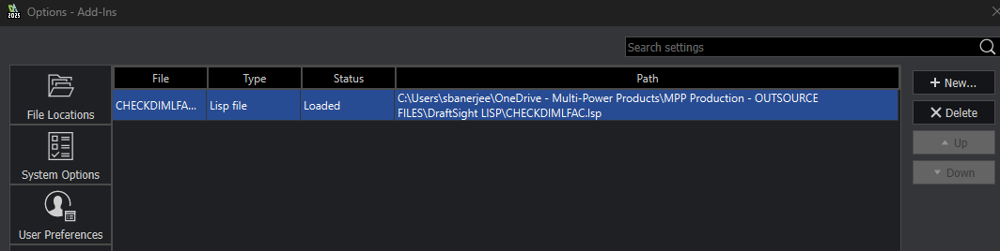 2025 Options - Add-Ins
Search settings
File Type Status Path
+ New...
CHECKDIMLFA... Lisp file Loaded C:\Users\sbanerjee\OneDrive - Multi-Power Products\MPP Production - OUTSOURCE
FILES\DraftSight LISP\CHECKDIMLFAC.lsp
Delete
Up
Down
File Locations
System Options
User Preferences